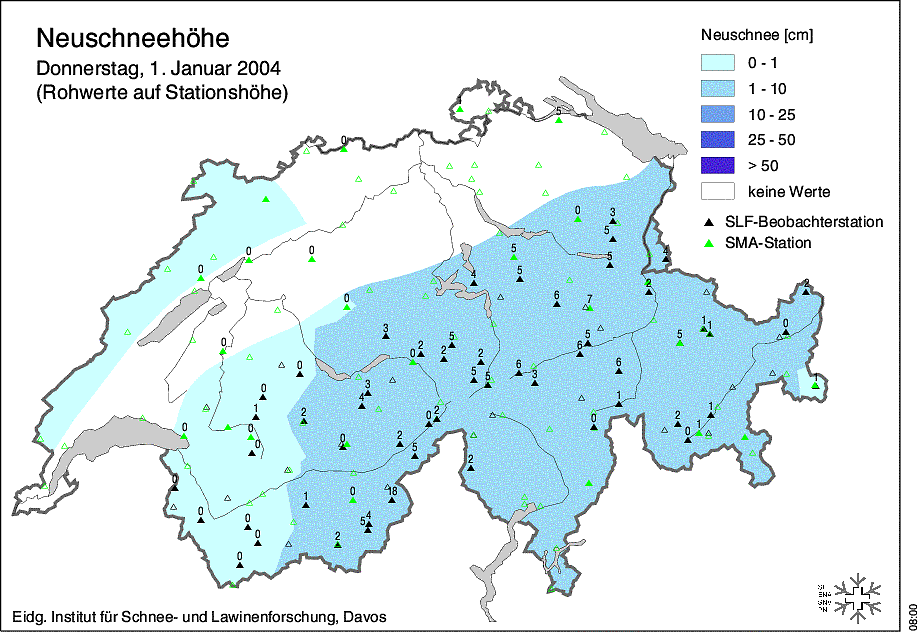 Neuschneehöhe
Donnerstag, 1. Januar 2004
(Rohwerte auf Stationshöhe)
Neuschnee [cm]
0 - 1
1 - 10
10 - 25
25 - 50
> 50
keine Werte
SLF-Beobachterstation
SMA-Station
5
0
0 3
5
0 0 5 5 4
0 4 5 2 2
0 6 7
3 1 1 0
0 2 5 5 5
0 2 2 6
0 5 5 6 3 6
0 3
1 4 1 1
0 2 0 2 0 2 1
0 0 2 5 0 1
2
0 1 0 18
0 0 5 4
0 2
0
Eidg. Institut für Schnee- und Lawinenforschung, Davos
08:00